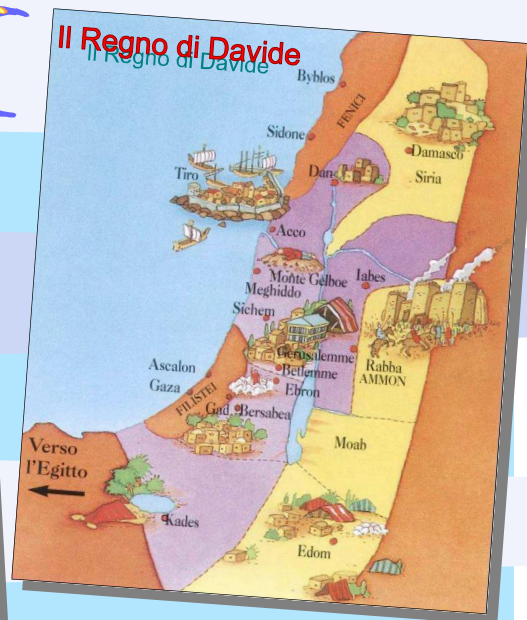 Il Regno di Davide
Il Regno di Davide
Byblos
FENICI
Sidone
Damasco
Siria
Dan
Tiro
Acco
Monte Gelboe
Iabes
Meghiddo
Sichem
Gerusalemme
Rabba
AMMON
Betlemme
Ascalon
Gaza
FILISTEI
Ebron
Gad
Bersabea
Moab
Verso
l'Egitto
Kades
Edom